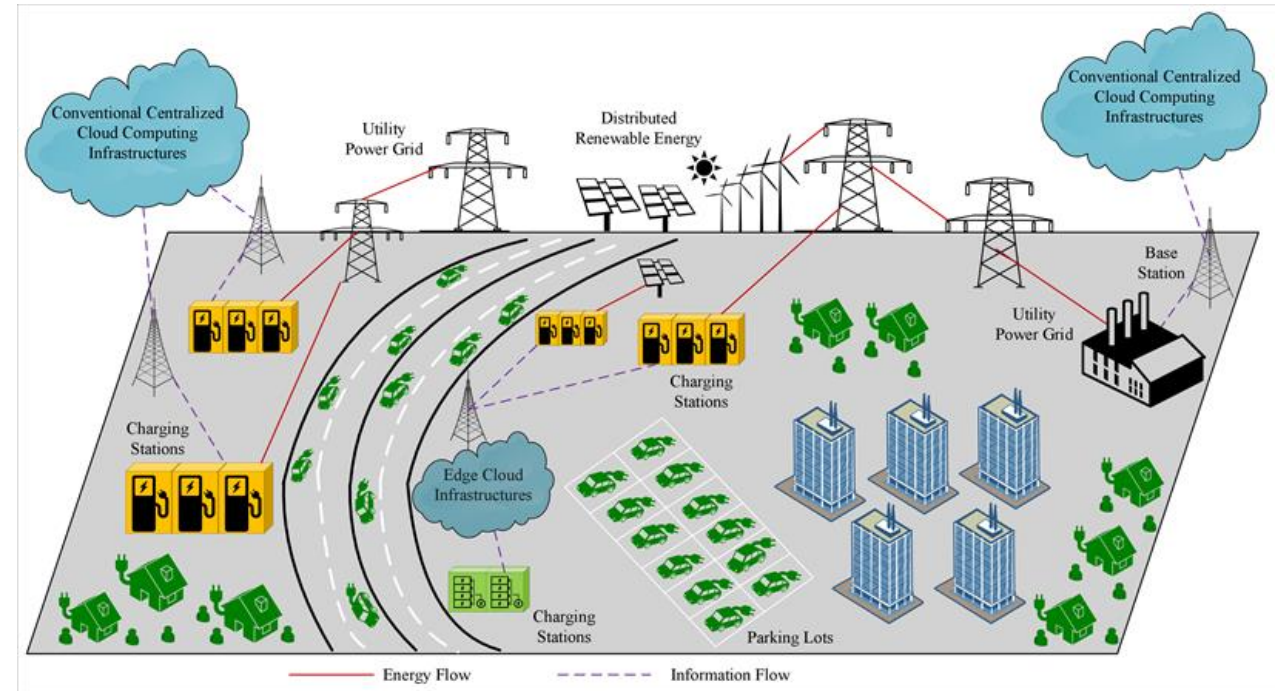 Conventional Centralized
Cloud Computing
Infrastructures
Utility
Power Grid
Distributed
Renewable Energy
Conventional Centralized
Cloud Computing
Infrastructures
Base
Station
Utility
Power Grid
Charging
Stations
Charging
Stations
Edge Cloud
Infrastructures
Charging
Stations
Parking Lots
Energy Flow
Information Flow